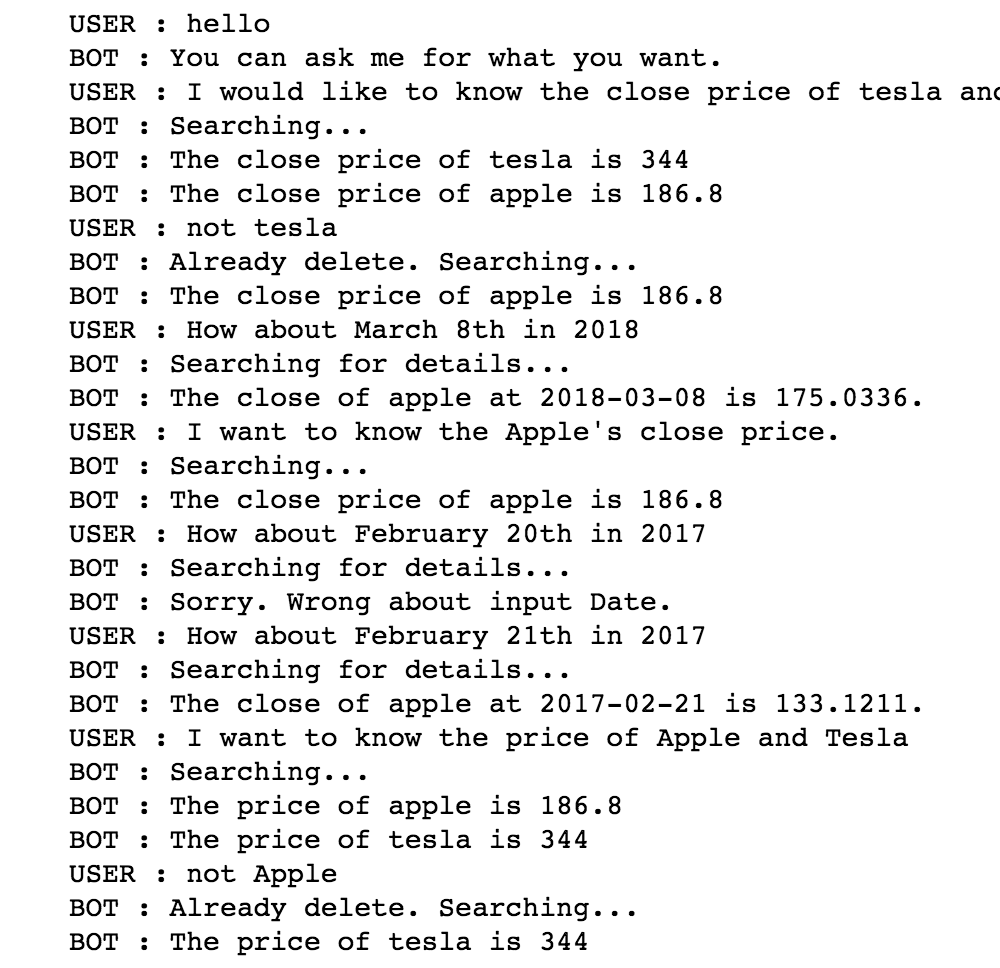 USER : hello
BOT : You can ask me for what you want.
USER : I would like to know the close price of tesla
BOT : Searching...
BOT : The close price of tesla is 344
BOT : The close price of apple is 186.8
USER : not tesla
BOT : Already delete. Searching...
BOT : The close price of apple is 186.8
USER : How about March 8th in 2018
BOT : Searching for details...
BOT : The close of apple at 2018-03-08 is 175.0336.
USER : I want to know the Apple's close price.
BOT : Searching...
BOT : The close price of apple is 186.8
USER : How about February 20th in 2017
BOT : Searching for details...
BOT : Sorry. Wrong about input Date.
USER : How about February 21th in 2017
BOT : Searching for details...
BOT : The close of apple at 2017-02-21 is 133.1211.
USER : I want to know the price of Apple and Tesla
BOT : Searching...
BOT : The price of apple is 186.8
BOT : The price of tesla is 344
USER : not Apple
BOT : Already delete. Searching...
BOT : The price of tesla is 344